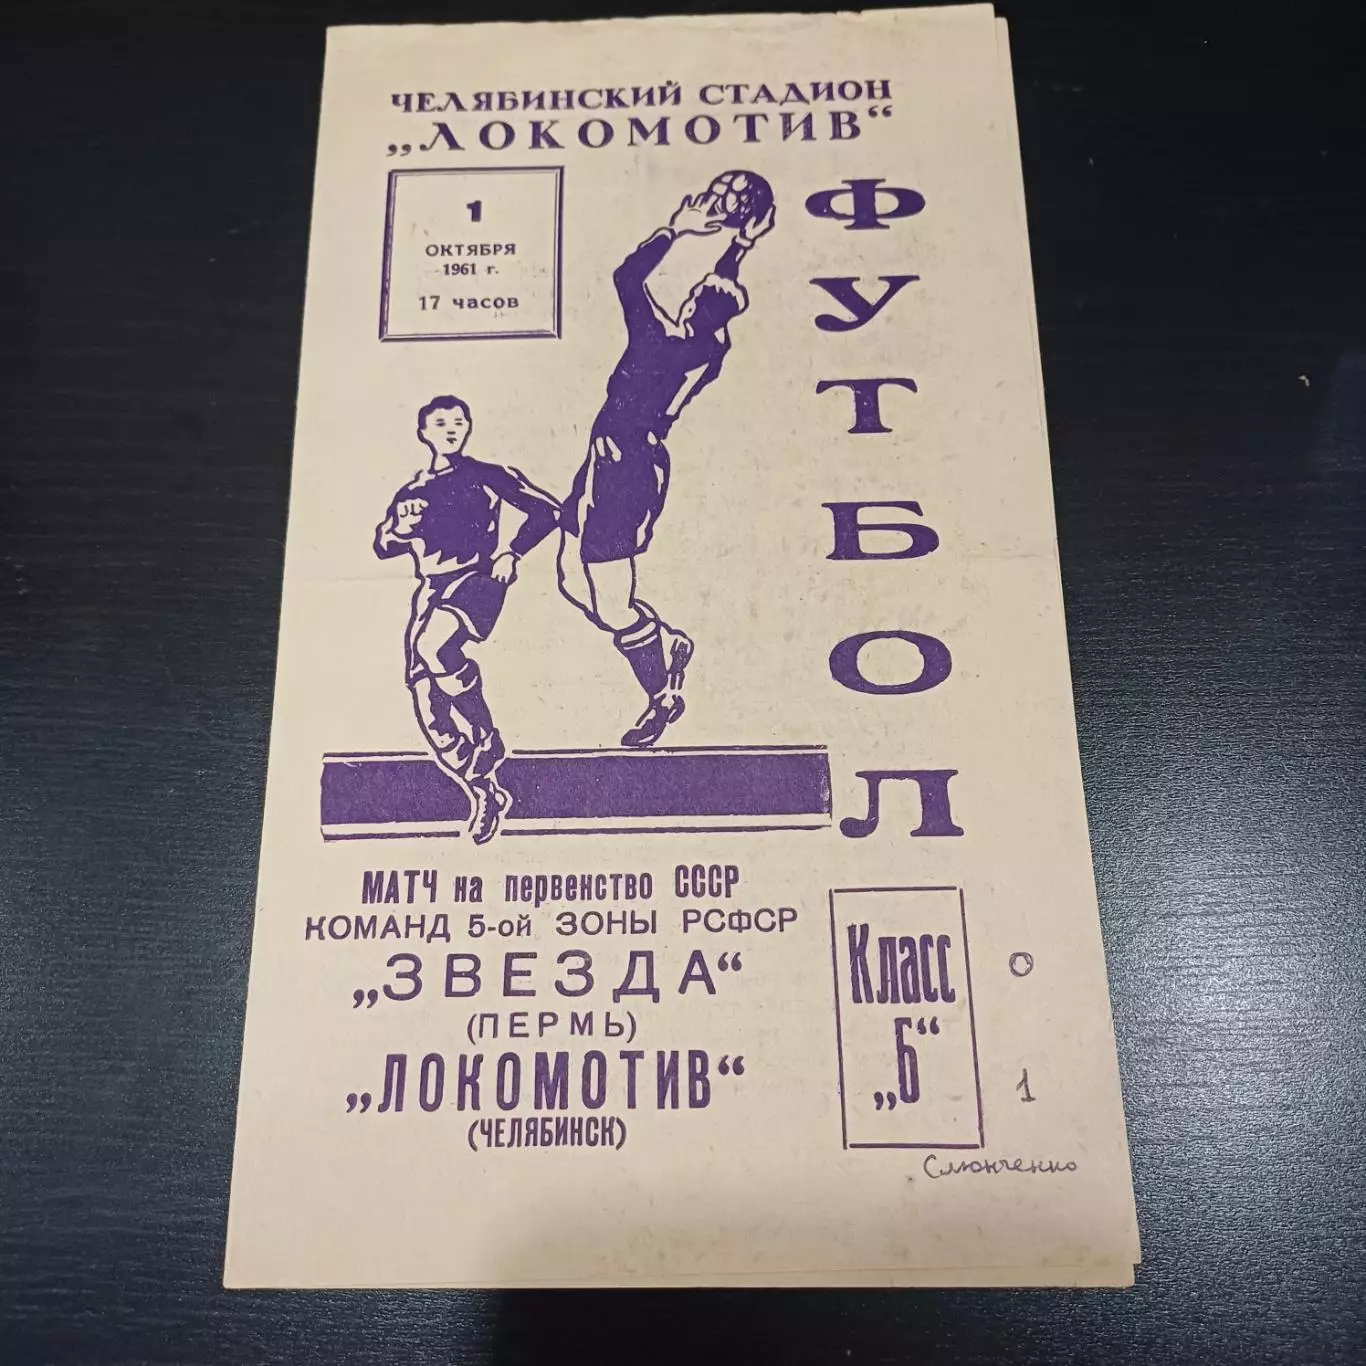 ЧЕЛЯБИНСКИЙ СТАДИОН
„ЛОКОМОТИВ“
1
ОКТЯБРЯ
1961 г.
17 часов
ФУТБОЛ
МАТЧ на первенство СССР
КОМАНД 5-ой ЗОНЫ РСФСР
„ЗВЕЗДА“
(ПЕРМЬ)
„ЛОКОМОТИВ“
(ЧЕЛЯБИНСК)
Класс
„Б“
0
1
Слюнченко